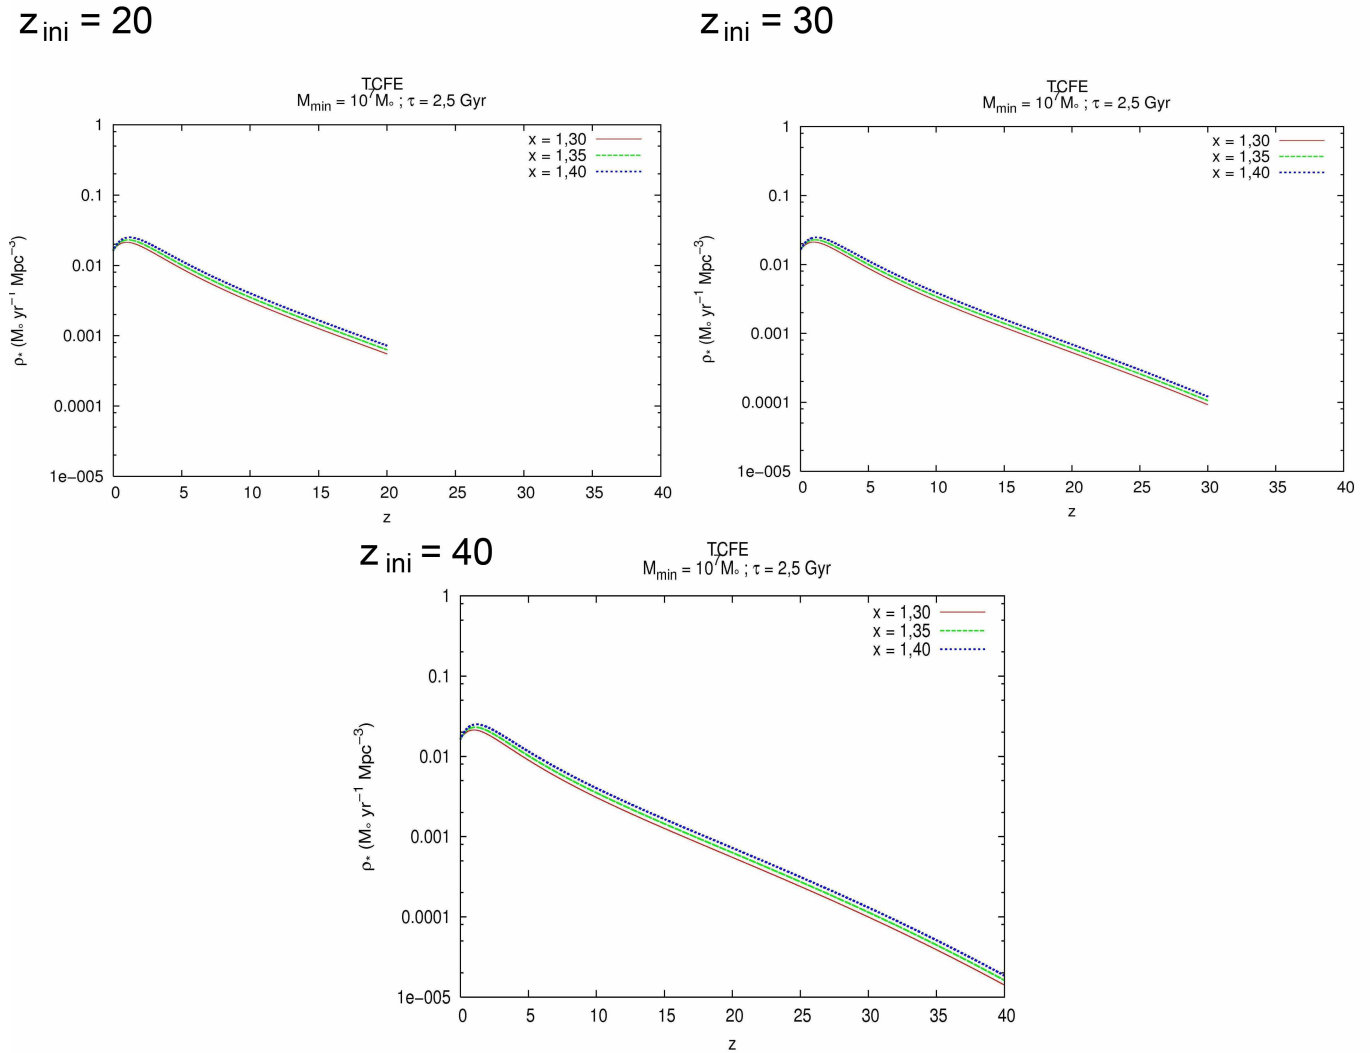 z ini = 20
TCFE
Mmin = 10^7 M∘ ; τ = 2,5 Gyr
x = 1,30
x = 1,35
x = 1,40
1
0.1
0.01
0.001
0.0001
1e−005
ρ* (M∘ yr−1 Mpc−3)
0 5 10 15 20 25 30 35 40
z
z ini = 30
TCFE
Mmin = 10^7 M∘ ; τ = 2,5 Gyr
x = 1,30
x = 1,35
x = 1,40
1
0.1
0.01
0.001
0.0001
1e−005
ρ* (M∘ yr−1 Mpc−3)
0 5 10 15 20 25 30 35 40
z
z ini = 40
TCFE
Mmin = 10^7 M∘ ; τ = 2,5 Gyr
x = 1,30
x = 1,35
x = 1,40
1
0.1
0.01
0.001
0.0001
1e−005
ρ* (M∘ yr−1 Mpc−3)
0 5 10 15 20 25 30 35 40
z